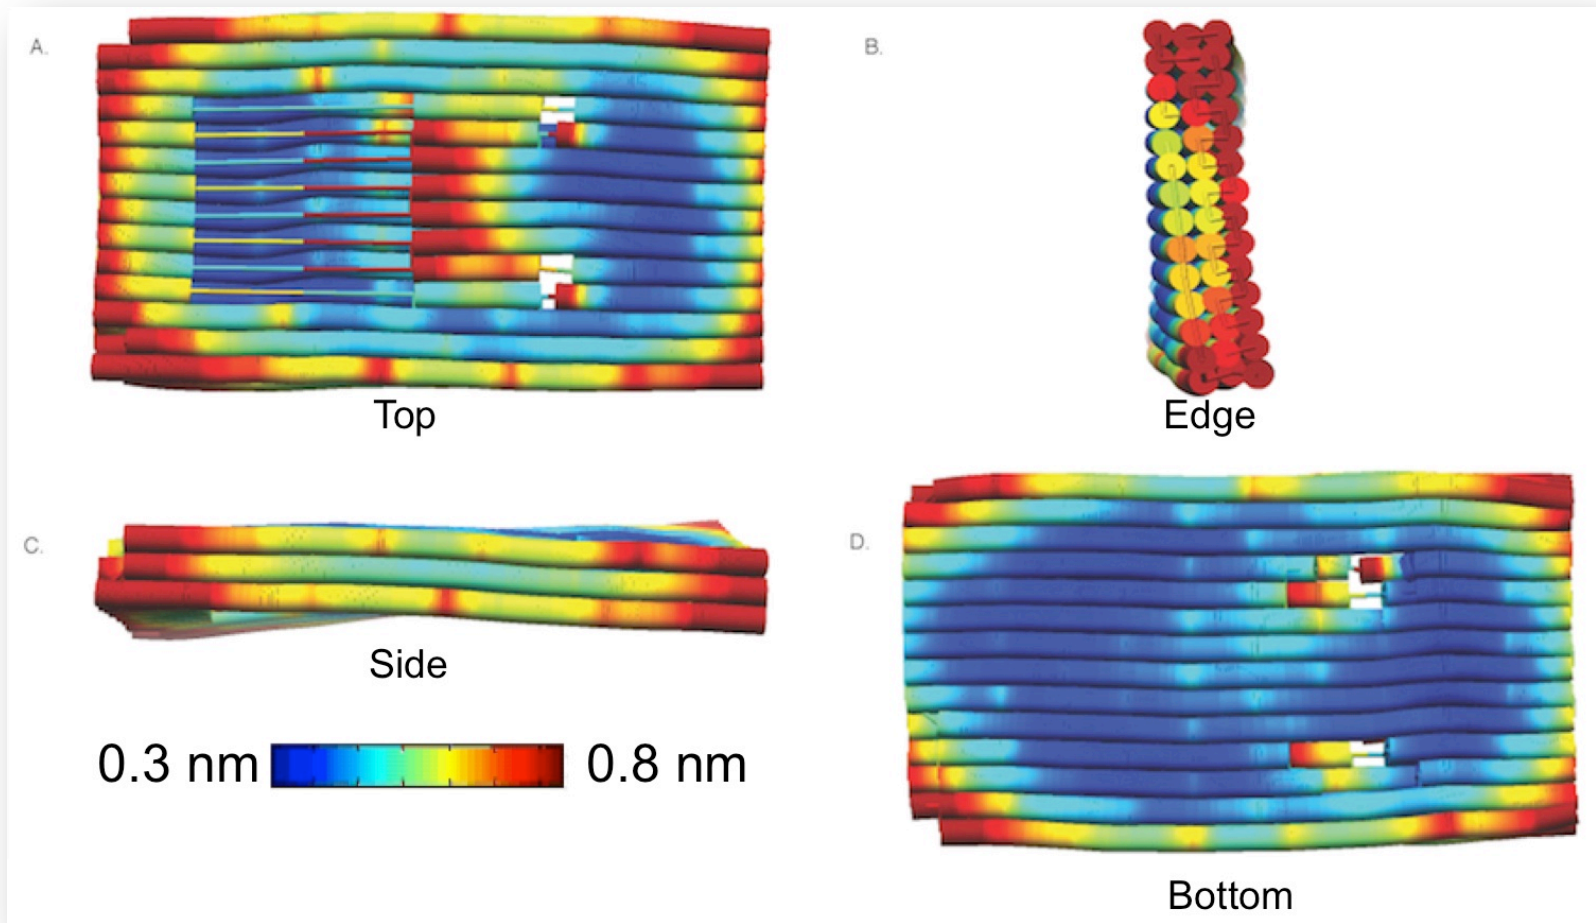 A.
B.
Top
Edge
C.
D.
Side
0.3 nm
0.8 nm
Bottom